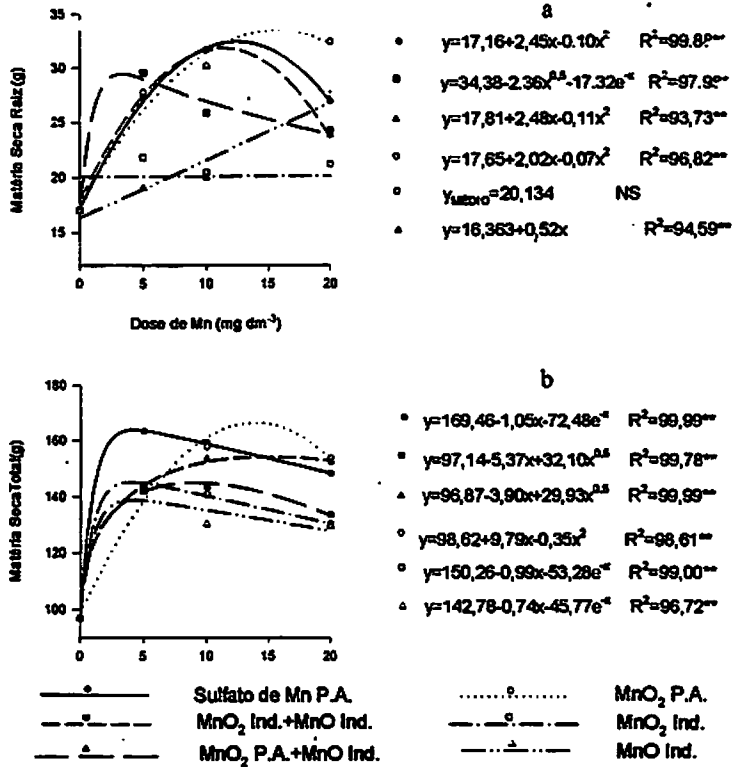 a
Matéria Seca Raiz (g)
35
30
25
20
15
0 5 10 15 20
Dose de Mn (mg dm-3)
y=17,16+2,45x-0.10x2 R2=99.8
y=34,38-2.36x0,5-17.32e-x R2=97.9
y=17,81+2,48x-0,11x2 R2=93,73**
y=17,65+2,02x-0,07x2 R2=96,82**
yMÉDIO=20,134 NS
y=16,363+0,52x R2=94,59**
b
Matéria Seca Total(g)
180
160
140
120
100
0 5 10 15 20
y=169,46-1,05x-72,48e-x R2=99,99**
y=97,14-5,37x+32,10x0,5 R2=99,78**
y=96,87-3,90x+29,93x0,5 R2=99,99**
y=98,62+9,79x-0,35x2 R2=98,61**
y=150,26-0,99x-53,28e-x R2=99,00**
y=142,78-0,74x-45,77e-x R2=96,72**
Sulfato de Mn P.A. MnO2 P.A.
MnO2 Ind.+MnO Ind. MnO2 Ind.
MnO2 P.A.+MnO Ind. MnO Ind.